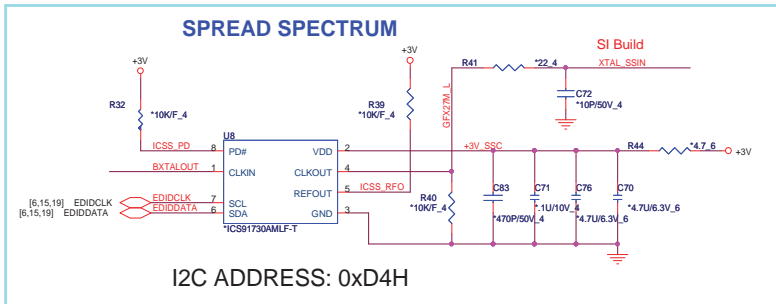 SPREAD SPECTRUM
SI Build
+3V
+3V
R41
*22_4
XTAL_SSIN
R32
*10K/F_4
R39
*10K/F_4
GFX27M_L
C72
*10P/50V_4
U8
ICSS_PD
8
PD#
VDD
2
+3V_SSC
R44
*4.7_6
+3V
BXTALOUT
1
CLKIN
CLKOUT
4
REFOUT
5
ICSS_RFO
[6,15,19] EDIDCLK
EDIDCLK
7
SCL
[6,15,19] EDIDDATA
EDIDDATA
6
SDA
GND
3
*ICS91730AMLF-T
R40
*10K/F_4
C83
*470P/50V_4
C71
*.1U/10V_4
C76
*4.7U/6.3V_6
C70
*4.7U/6.3V_6
I2C ADDRESS: 0xD4H